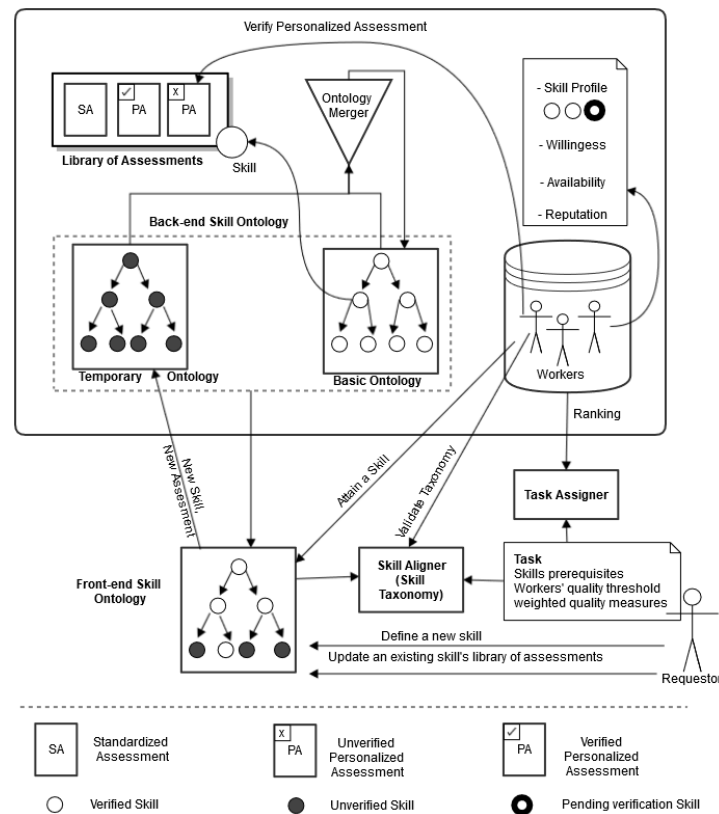 Verify Personalized Assessment
SA
✓
PA
x
PA
Library of Assessments
Skill
Ontology
Merger
- Skill Profile
- Willingess
- Availability
- Reputation
Back-end Skill Ontology
Temporary Ontology
Basic Ontology
Workers
Ranking
New Skill,
New Assesment
Attain a Skill
Validate Taxonomy
Task Assigner
Front-end Skill
Ontology
Skill Aligner
(Skill
Taxonomy)
Task
Skills prerequisites
Workers' quality threshold
weighted quality measures
Define a new skill
Update an existing skill's library of assessments
Requestor
SA
Standardized
Assessment
x
PA
Unverified
Personalized
Assessment
✓
PA
Verified
Personalized
Assessment
Verified Skill
Unverified Skill
Pending verification Skill